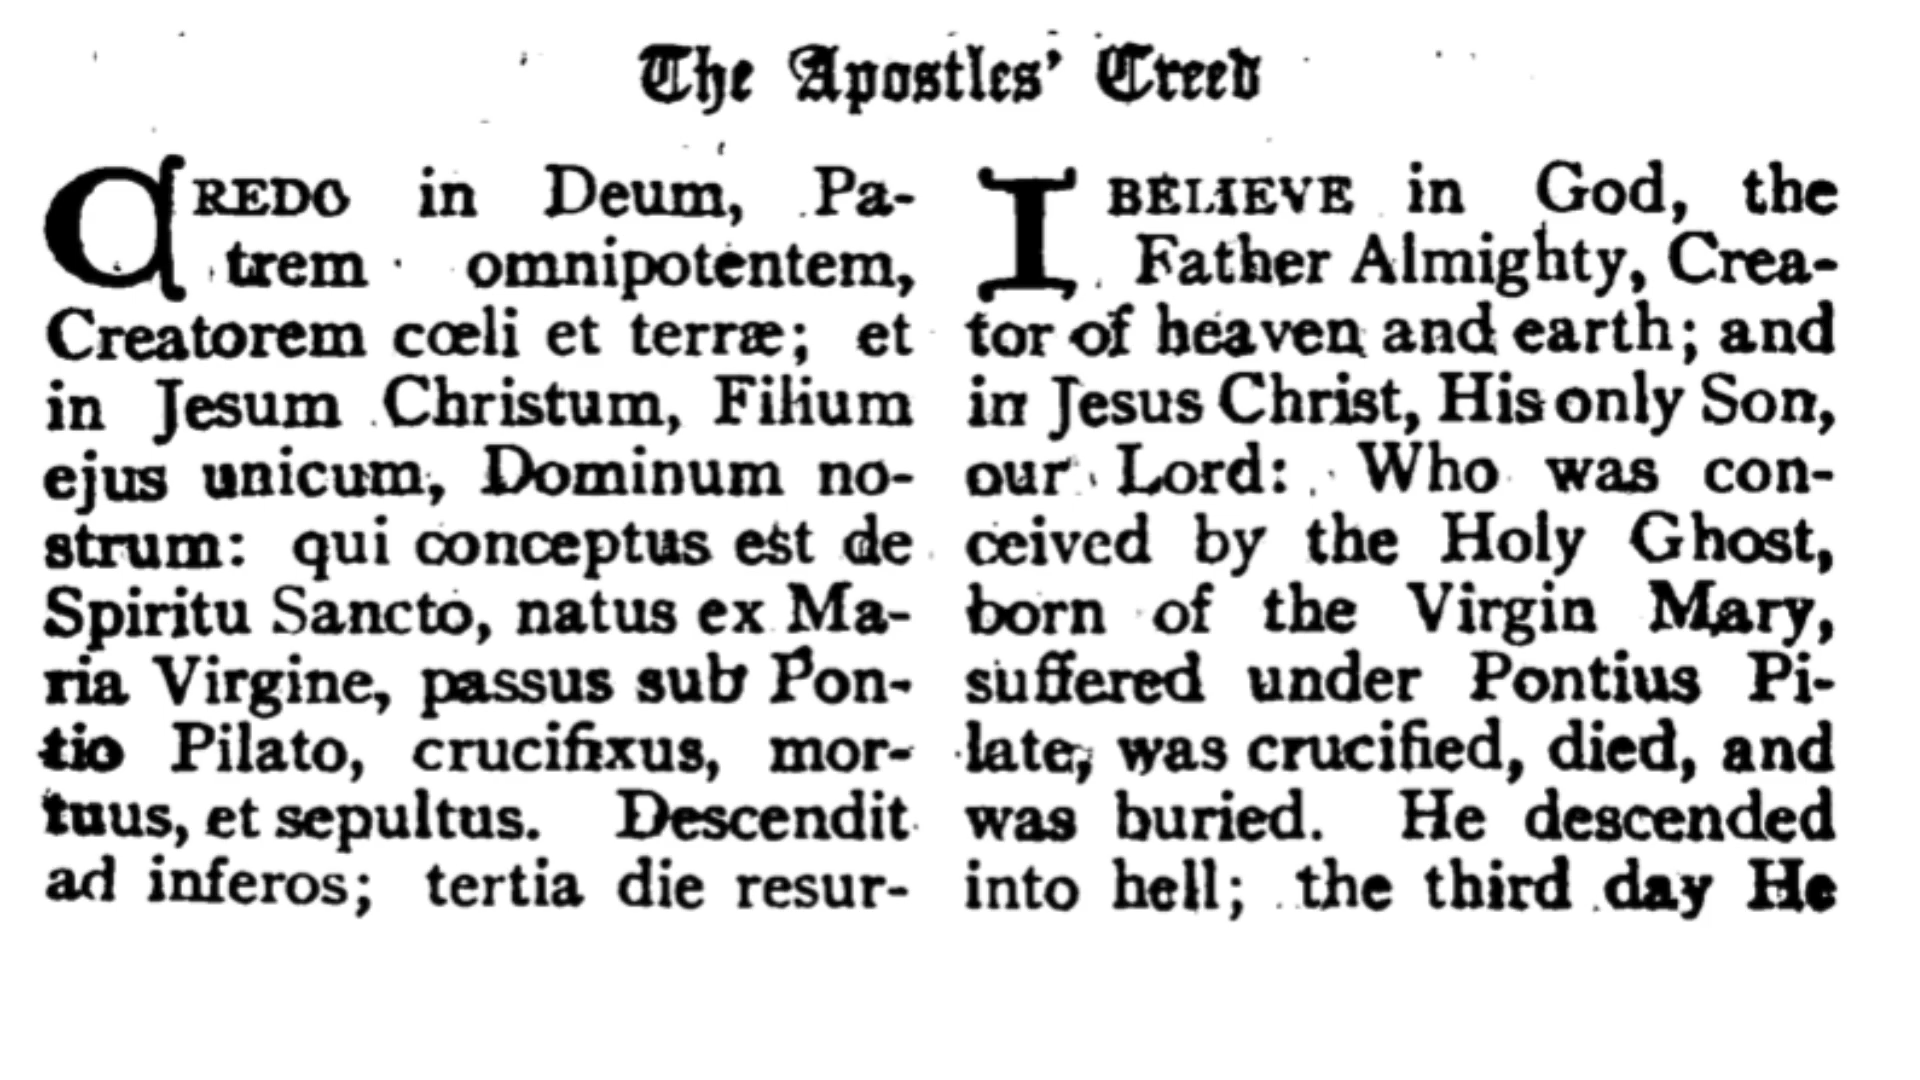 The Apostles' Creed
CREDO in Deum, Pa-
trem omnipotentem,
Creatorem cœli et terræ; et
in Jesum Christum, Filium
ejus unicum, Dominum no-
strum: qui conceptus est de
Spiritu Sancto, natus ex Ma-
ria Virgine, passus sub Pon-
tio Pilato, crucifixus, mor-
tuus, et sepultus. Descendit
ad inferos; tertia die resur-
I BELIEVE in God, the
Father Almighty, Crea-
tor of heaven and earth; and
in Jesus Christ, His only Son,
our Lord: Who was con-
ceived by the Holy Ghost,
born of the Virgin Mary,
suffered under Pontius Pi-
late, was crucified, died, and
was buried. He descended
into hell; the third day He